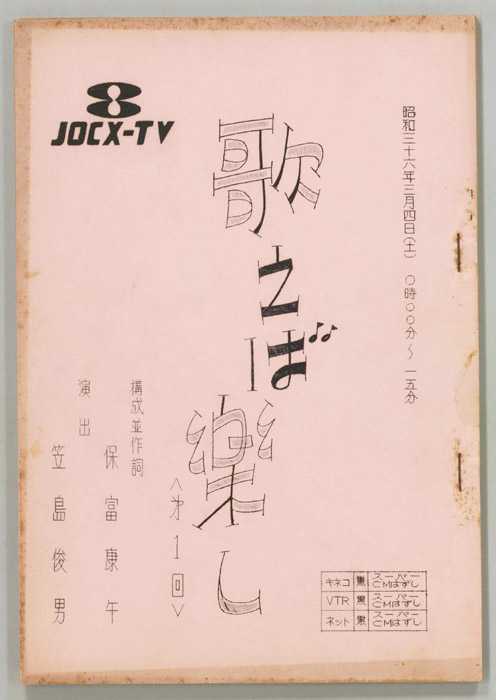 昭和三十六年三月四日(土) 〇時〇〇分〜一五分
JOCX-TV
歌えば楽し
<第1回>
構成並作詞
保富康午
演出
笠島俊男
キネコ 黒 スーパー CMはずし
VTR 黒 スーパー CMはずし
ネット 黒 スーパー CMはずし